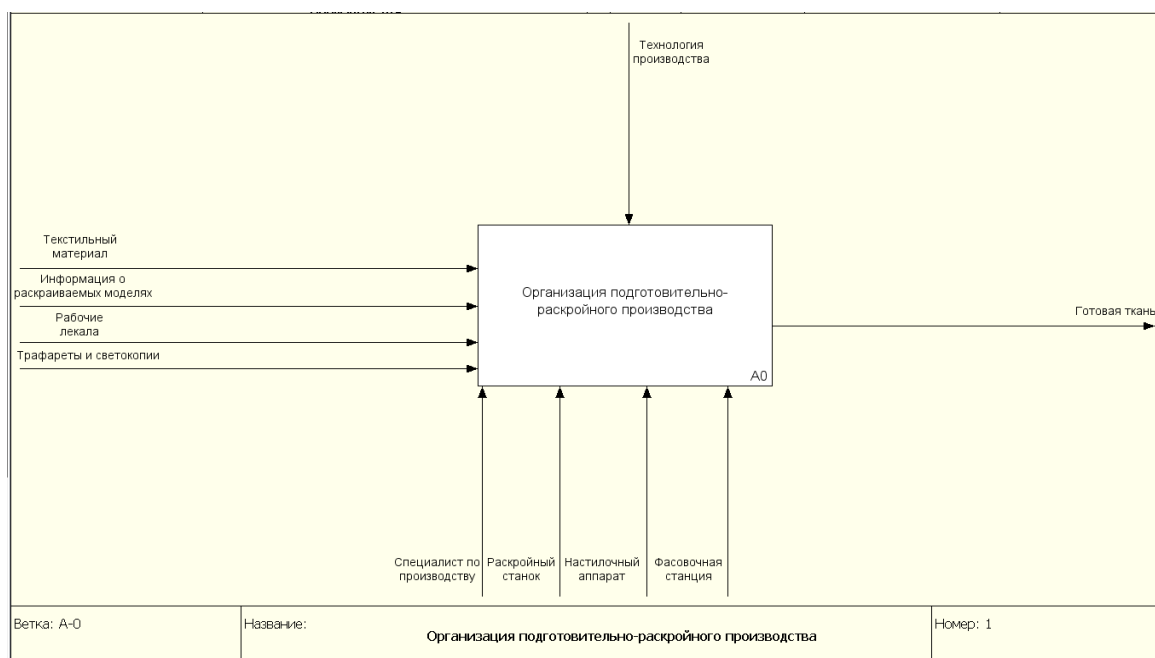 Технология
производства
Текстильный
материал
Информация о
раскраиваемых моделях
Рабочие
лекала
Трафареты и светокопии
Организация подготовительно-
раскройного производства
A0
Готовая ткань
Специалист по
производству
Раскройный
станок
Настилочный
аппарат
Фасовочная
станция
Ветка: А-0
Название:
Организация подготовительно-раскройного производства
Номер: 1